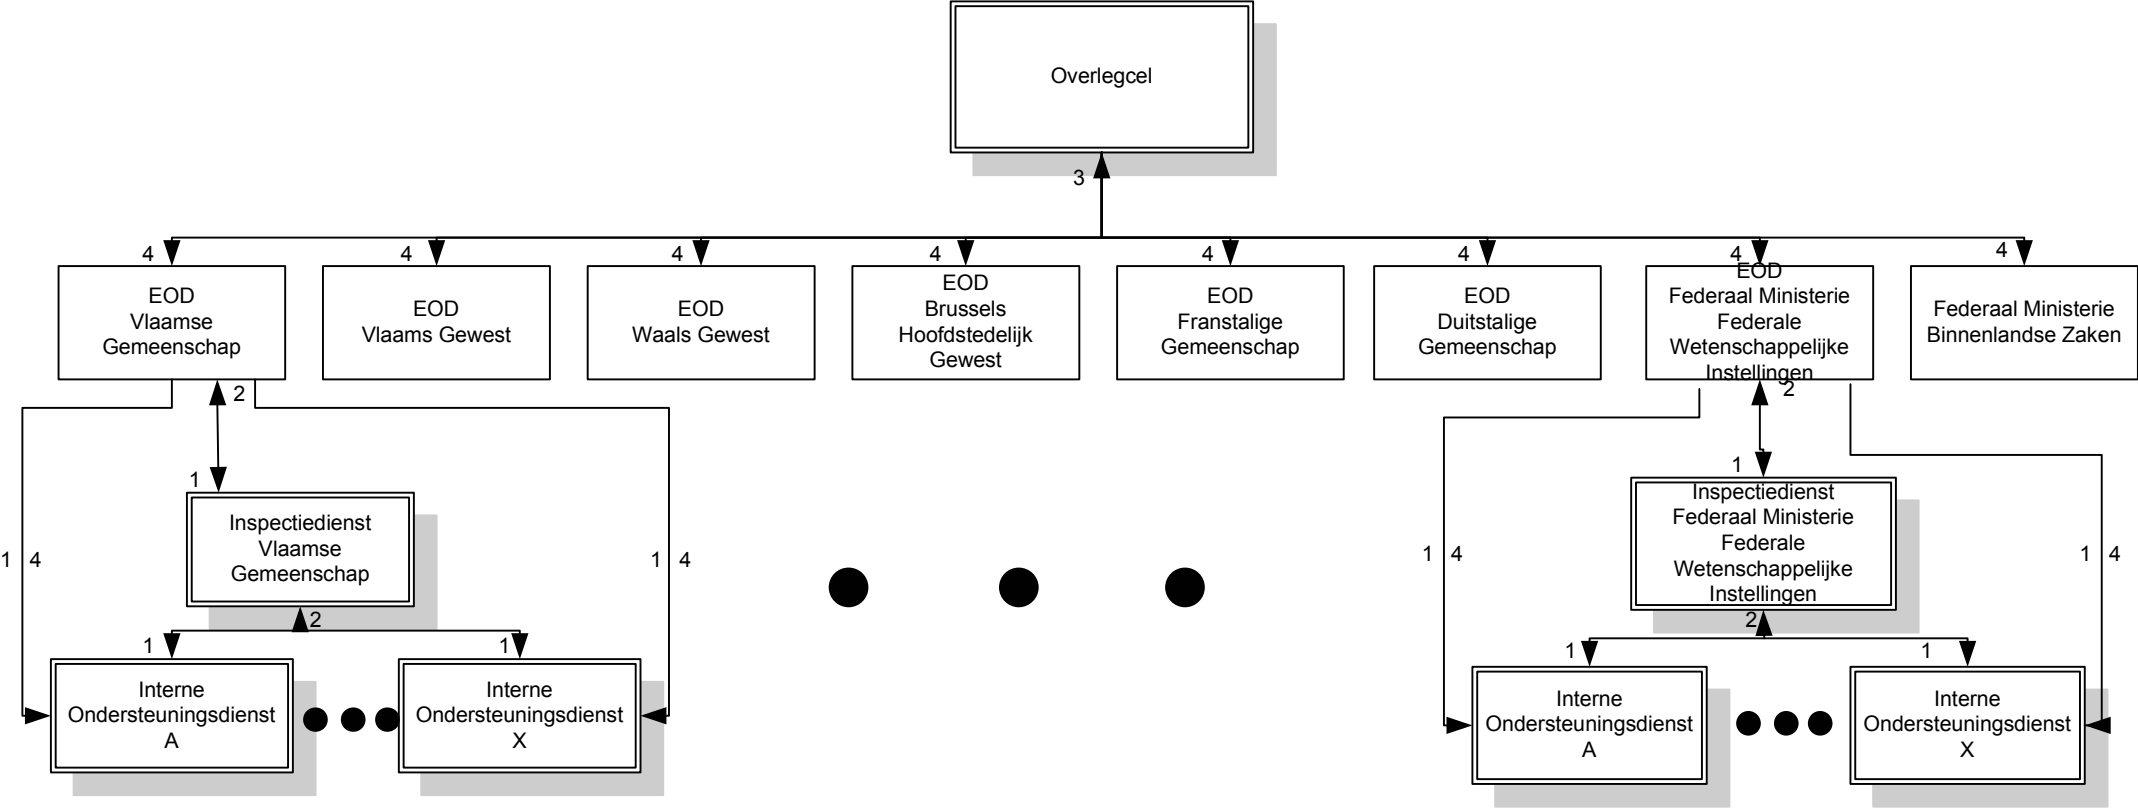 Overlegcel
3
4
4
4
4
4
4
4
4
EOD
Vlaamse
Gemeenschap
EOD
Vlaams Gewest
EOD
Waals Gewest
EOD
Brussels
Hoofdstedelijk
Gewest
EOD
Franstalige
Gemeenschap
EOD
Duitstalige
Gemeenschap
EOD
Federaal Ministerie
Federale
Wetenschappelijke
Instellingen
Federaal Ministerie
Binnenlandse Zaken
2
2
1
1
Inspectiedienst
Vlaamse
Gemeenschap
Inspectiedienst
Federaal Ministerie
Federale
Wetenschappelijke
Instellingen
1 4
1 4
1 4
1 4
2
2
1
1
1
1
Interne
Ondersteuningsdienst
A
Interne
Ondersteuningsdienst
X
Interne
Ondersteuningsdienst
A
Interne
Ondersteuningsdienst
X